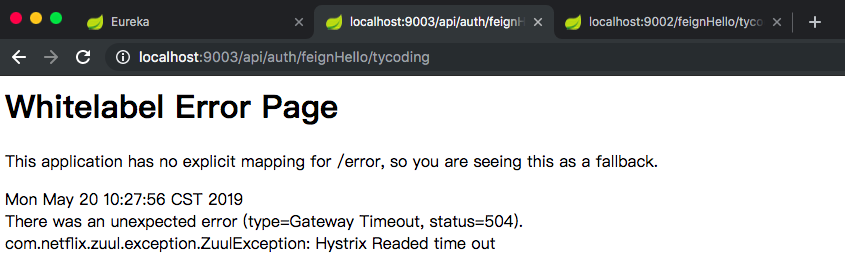 Eureka
localhost:9003/api/auth/feignH
localhost:9002/feignHello/tyco
localhost:9003/api/auth/feignHello/tycoding
Whitelabel Error Page
This application has no explicit mapping for /error, so you are seeing this as a fallback.
Mon May 20 10:27:56 CST 2019
There was an unexpected error (type=Gateway Timeout, status=504).
com.netflix.zuul.exception.ZuulException: Hystrix Readed time out